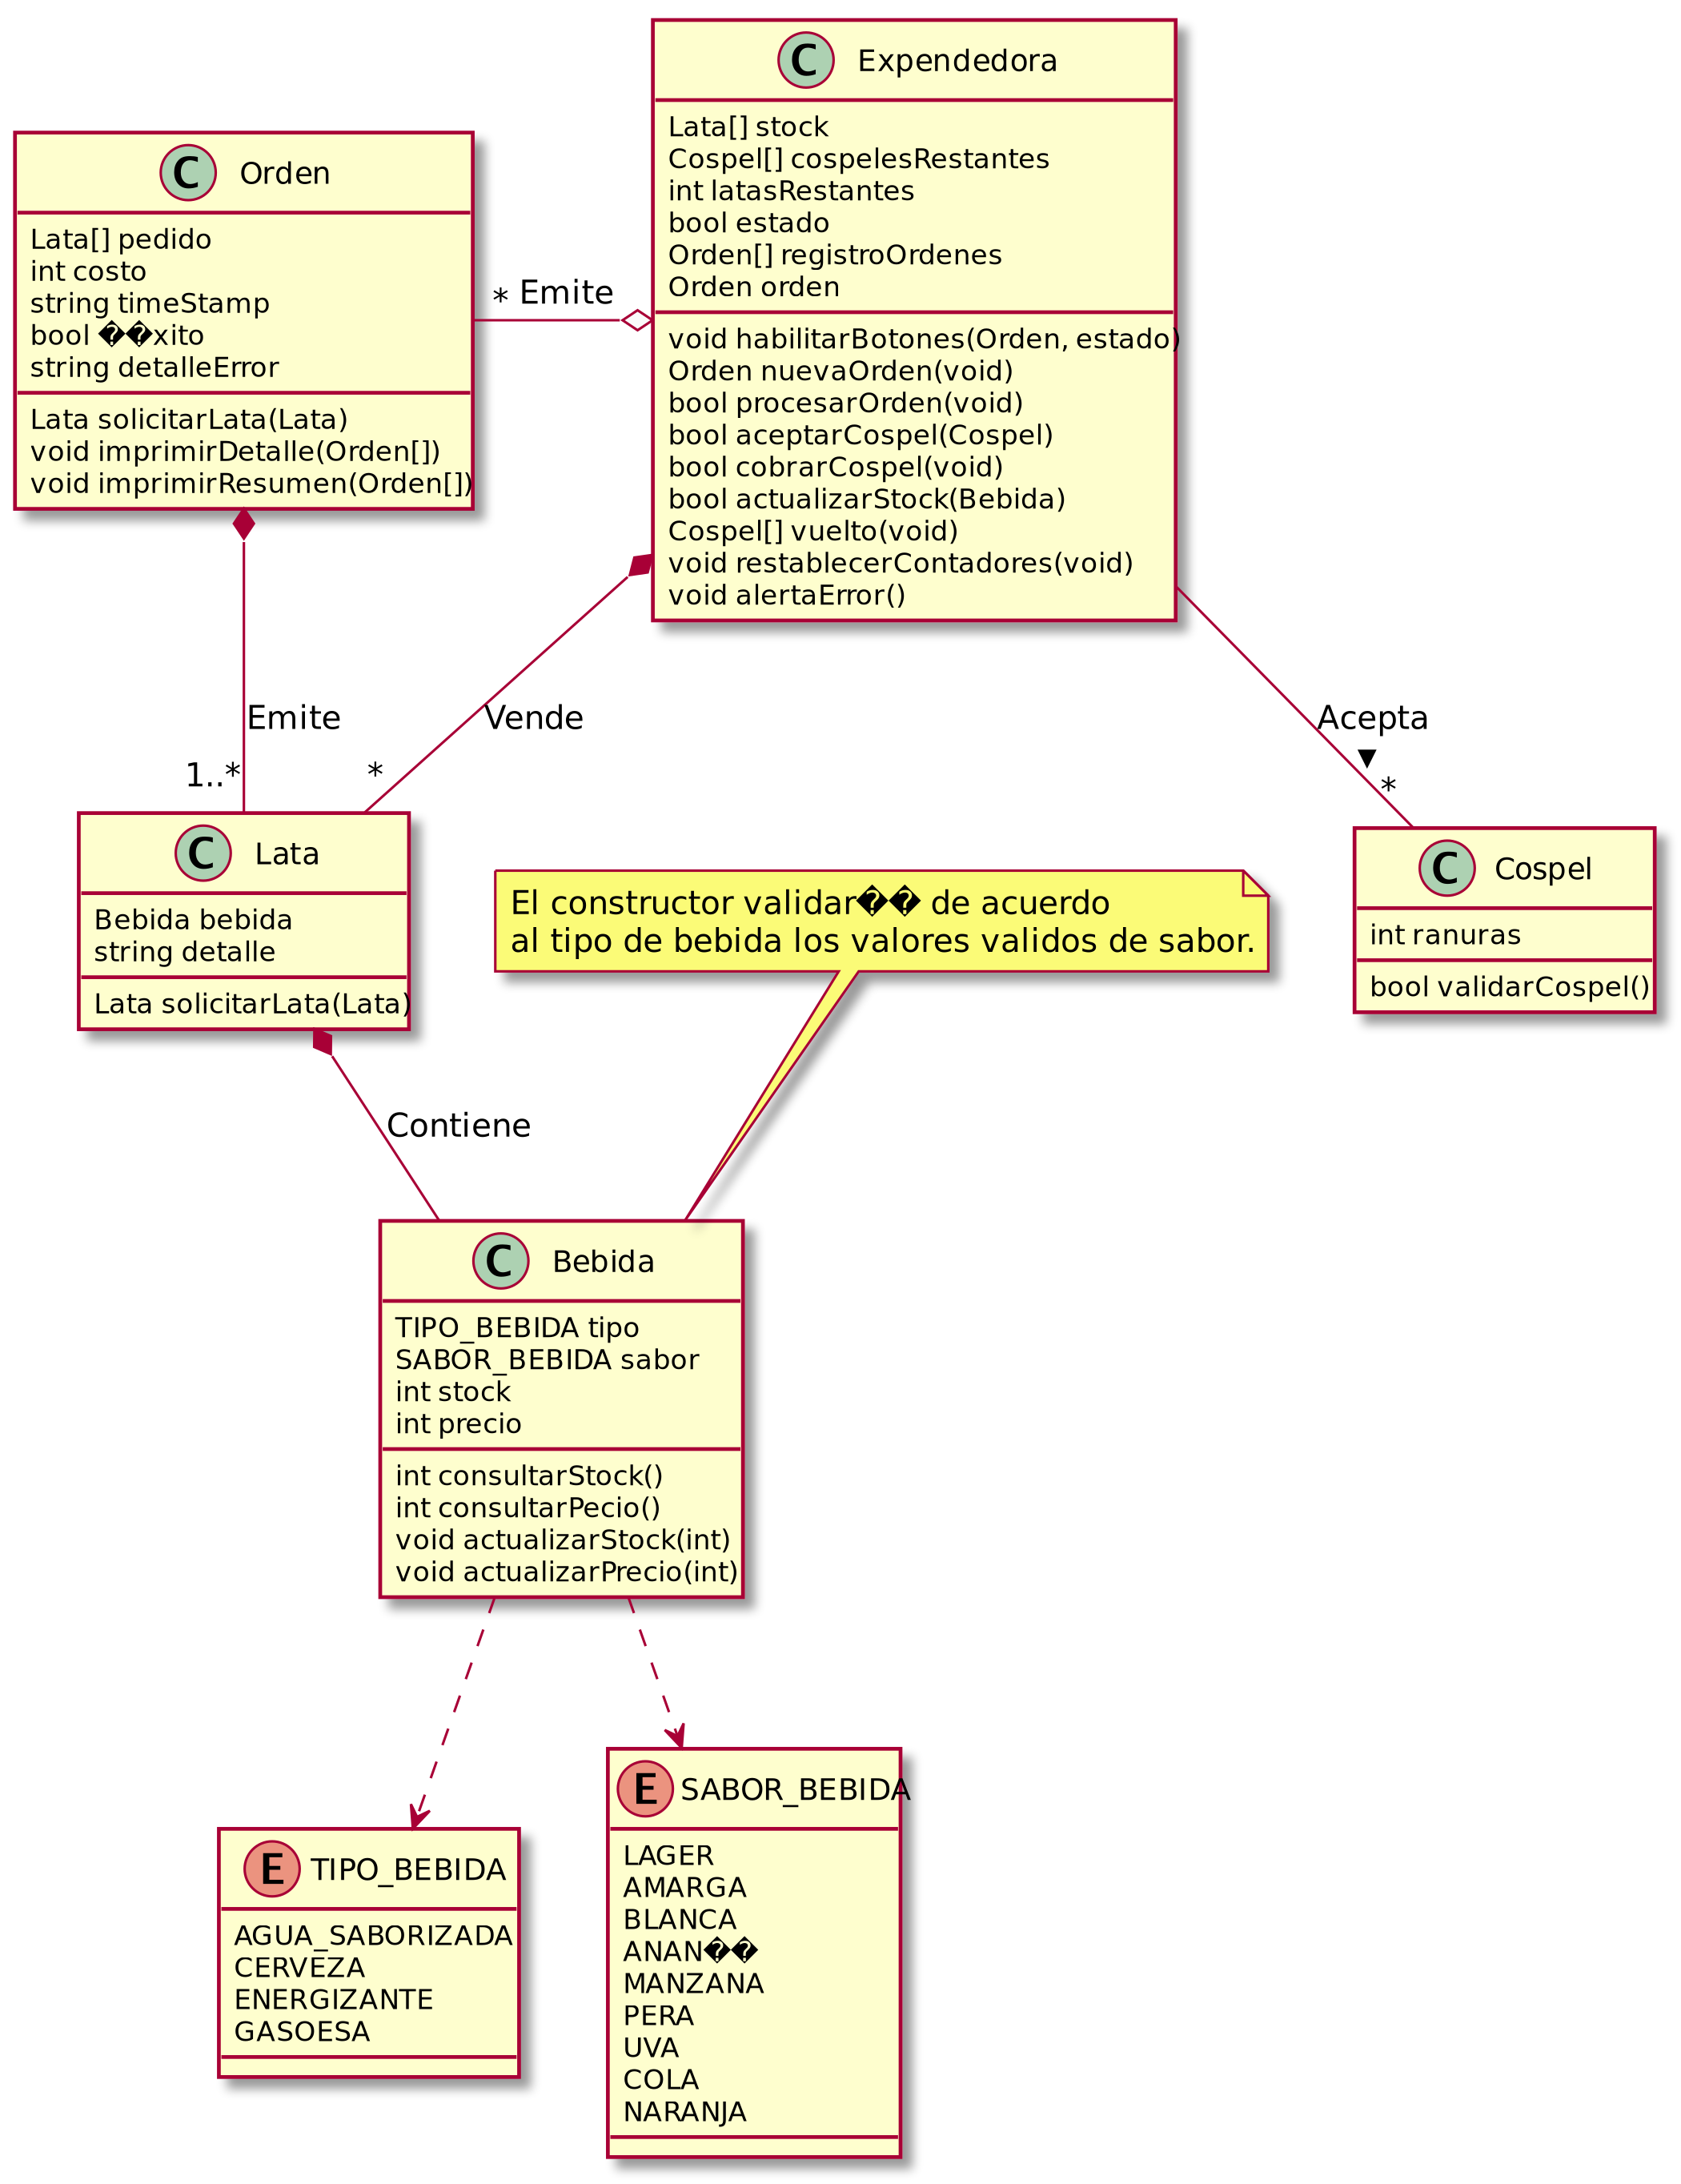 C Expendedora
Lata[] stock
Cospel[] cospelesRestantes
int latasRestantes
bool estado
Orden[] registroOrdenes
Orden orden
void habilitarBotones(Orden, estado)
Orden nuevaOrden(void)
bool procesarOrden(void)
bool aceptarCospel(Cospel)
bool cobrarCospel(void)
bool actualizarStock(Bebida)
Cospel[] vuelto(void)
void restablecerContadores(void)
void alertaError()
C Orden
Lata[] pedido
int costo
string timeStamp
bool ��xito
string detalleError
Lata solicitarLata(Lata)
void imprimirDetalle(Orden[])
void imprimirResumen(Orden[])
* Emite
Emite
1..*
Vende
*
Acepta
▼
*
C Lata
Bebida bebida
string detalle
Lata solicitarLata(Lata)
El constructor validar�� de acuerdo
al tipo de bebida los valores validos de sabor.
C Cospel
int ranuras
bool validarCospel()
Contiene
C Bebida
TIPO_BEBIDA tipo
SABOR_BEBIDA sabor
int stock
int precio
int consultarStock()
int consultarPecio()
void actualizarStock(int)
void actualizarPrecio(int)
E TIPO_BEBIDA
AGUA_SABORIZADA
CERVEZA
ENERGIZANTE
GASOESA
E SABOR_BEBIDA
LAGER
AMARGA
BLANCA
ANAN��
MANZANA
PERA
UVA
COLA
NARANJA